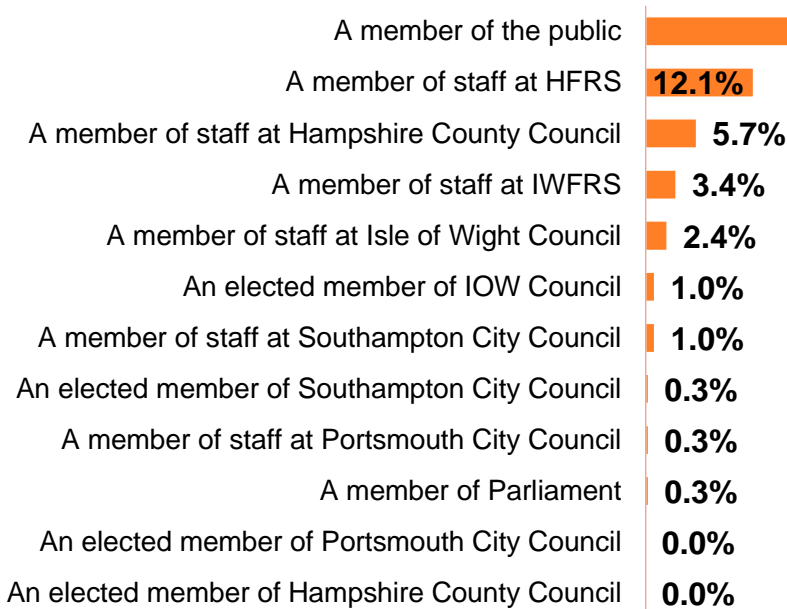 A member of the public
A member of staff at HFRS 12.1%
A member of staff at Hampshire County Council 5.7%
A member of staff at IWFRS 3.4%
A member of staff at Isle of Wight Council 2.4%
An elected member of IOW Council 1.0%
A member of staff at Southampton City Council 1.0%
An elected member of Southampton City Council 0.3%
A member of staff at Portsmouth City Council 0.3%
A member of Parliament 0.3%
An elected member of Portsmouth City Council 0.0%
An elected member of Hampshire County Council 0.0%